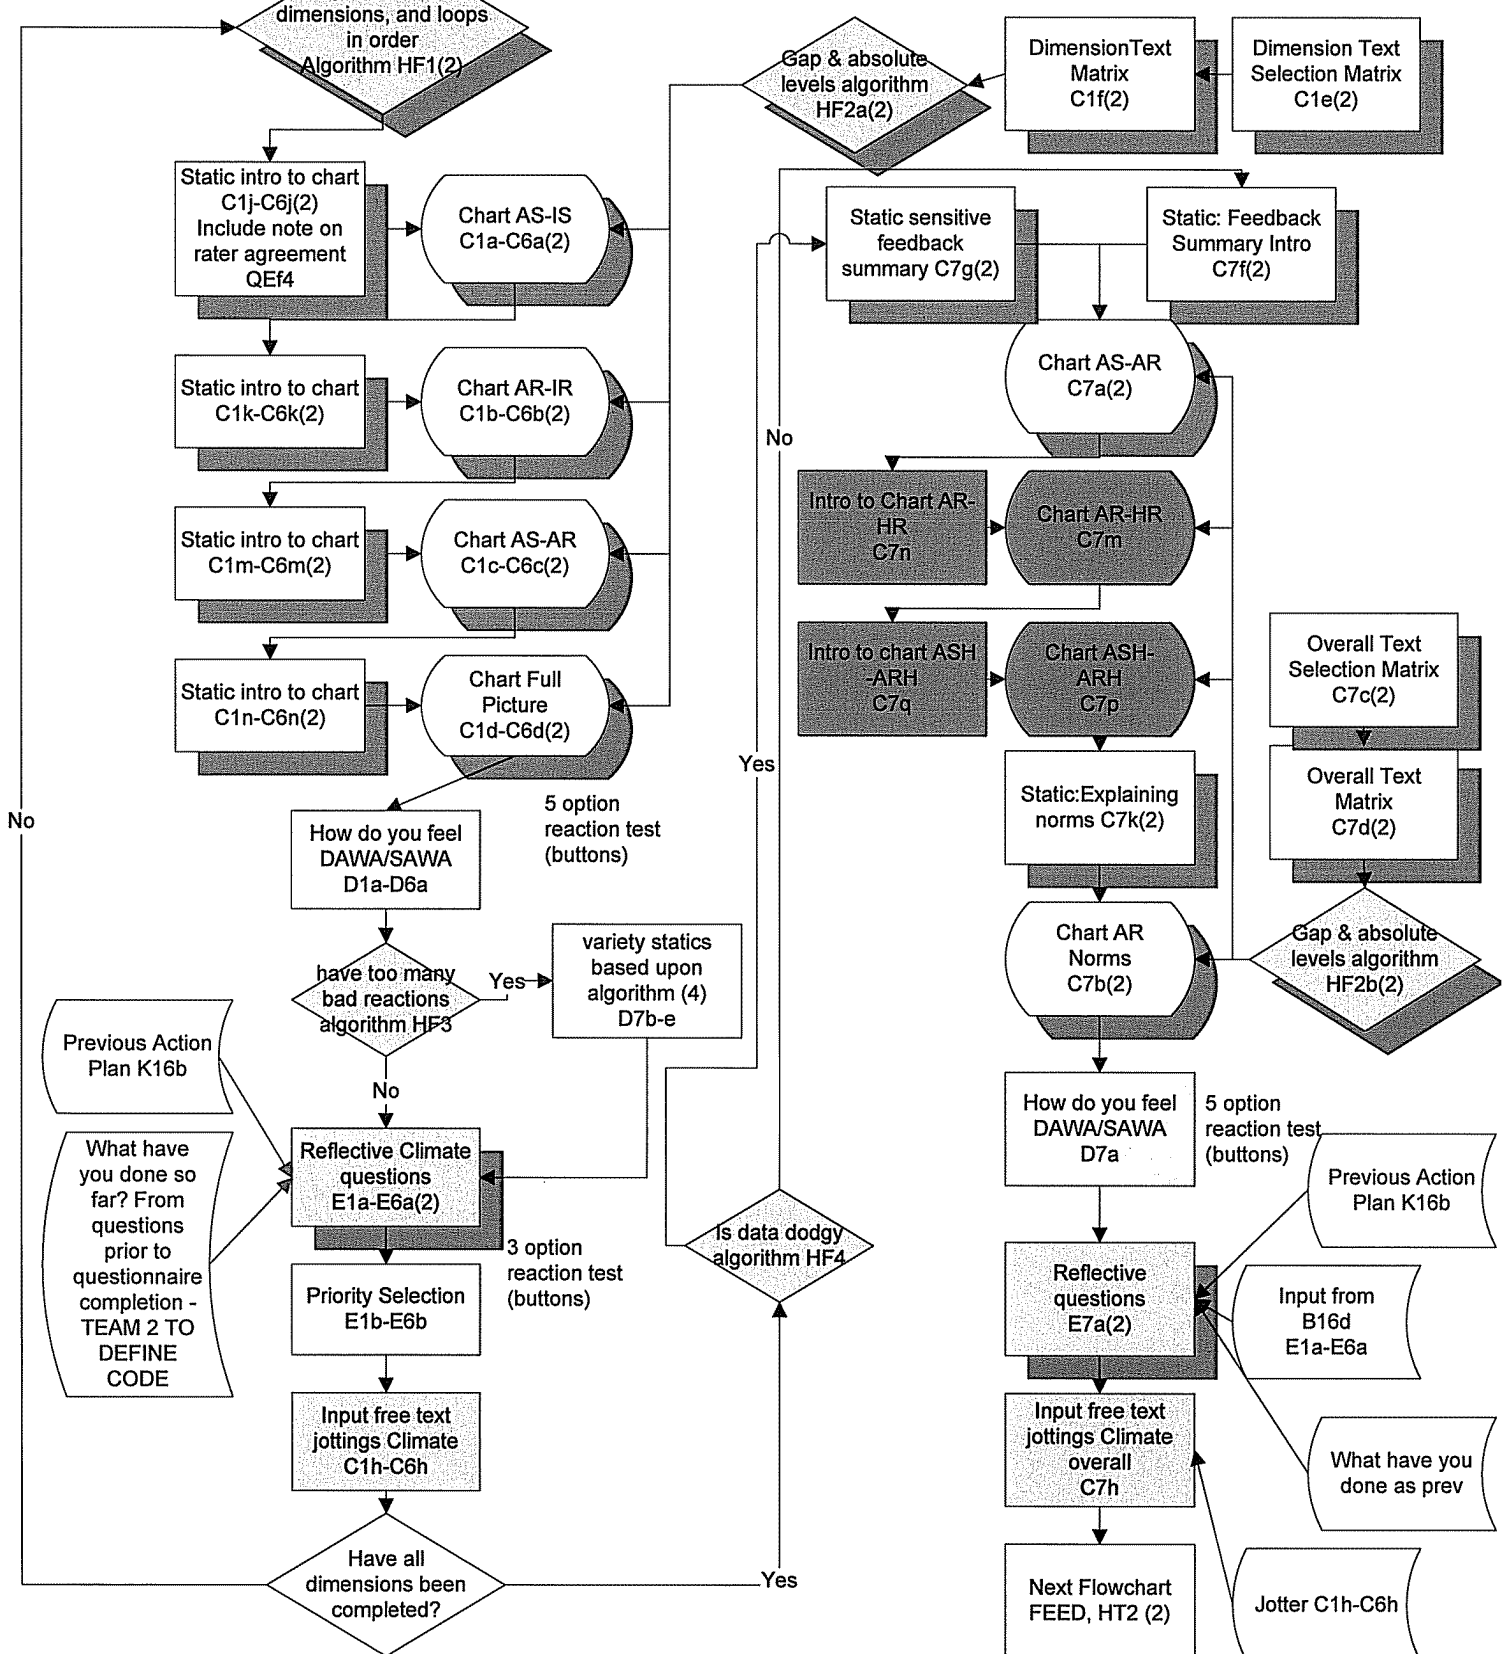 dimensions, and loops
in order
Algorithm HF1(2)
Gap & absolute
levels algorithm
HF2a(2)
DimensionText
Matrix
C1f(2)
Dimension Text
Selection Matrix
C1e(2)
Static intro to chart
C1j-C6j(2)
Include note on
rater agreement
QEf4
Chart AS-IS
C1a-C6a(2)
Static sensitive
feedback
summary C7g(2)
Static: Feedback
Summary Intro
C7f(2)
Static intro to chart
C1k-C6k(2)
Chart AR-IR
C1b-C6b(2)
Chart AS-AR
C7a(2)
No
Static intro to chart
C1m-C6m(2)
Chart AS-AR
C1c-C6c(2)
Intro to Chart AR-
HR
C7n
Chart AR-HR
C7m
Static intro to chart
C1n-C6n(2)
Chart Full
Picture
C1d-C6d(2)
Intro to chart ASH
-ARH
C7q
Chart ASH-
ARH
C7p
Overall Text
Selection Matrix
C7c(2)
Yes
No
5 option
reaction test
(buttons)
How do you feel
DAWA/SAWA
D1a-D6a
Static:Explaining
norms C7k(2)
Overall Text
Matrix
C7d(2)
have too many
bad reactions
algorithm HF3
Yes
variety statics
based upon
algorithm (4)
D7b-e
Chart AR
Norms
C7b(2)
Gap & absolute
levels algorithm
HF2b(2)
Previous Action
Plan K16b
No
How do you feel
DAWA/SAWA
D7a
5 option
reaction test
(buttons)
What have
you done so
far? From
questions
prior to
questionnaire
completion -
TEAM 2 TO
DEFINE
CODE
Reflective Climate
questions
E1a-E6a(2)
Previous Action
Plan K16b
Is data dodgy
algorithm HF4
3 option
reaction test
(buttons)
Priority Selection
E1b-E6b
Reflective
questions
E7a(2)
Input from
B16d
E1a-E6a
Input free text
jottings Climate
C1h-C6h
Input free text
jottings Climate
overall
C7h
What have you
done as prev
Have all
dimensions been
completed?
Yes
Next Flowchart
FEED, HT2 (2)
Jotter C1h-C6h